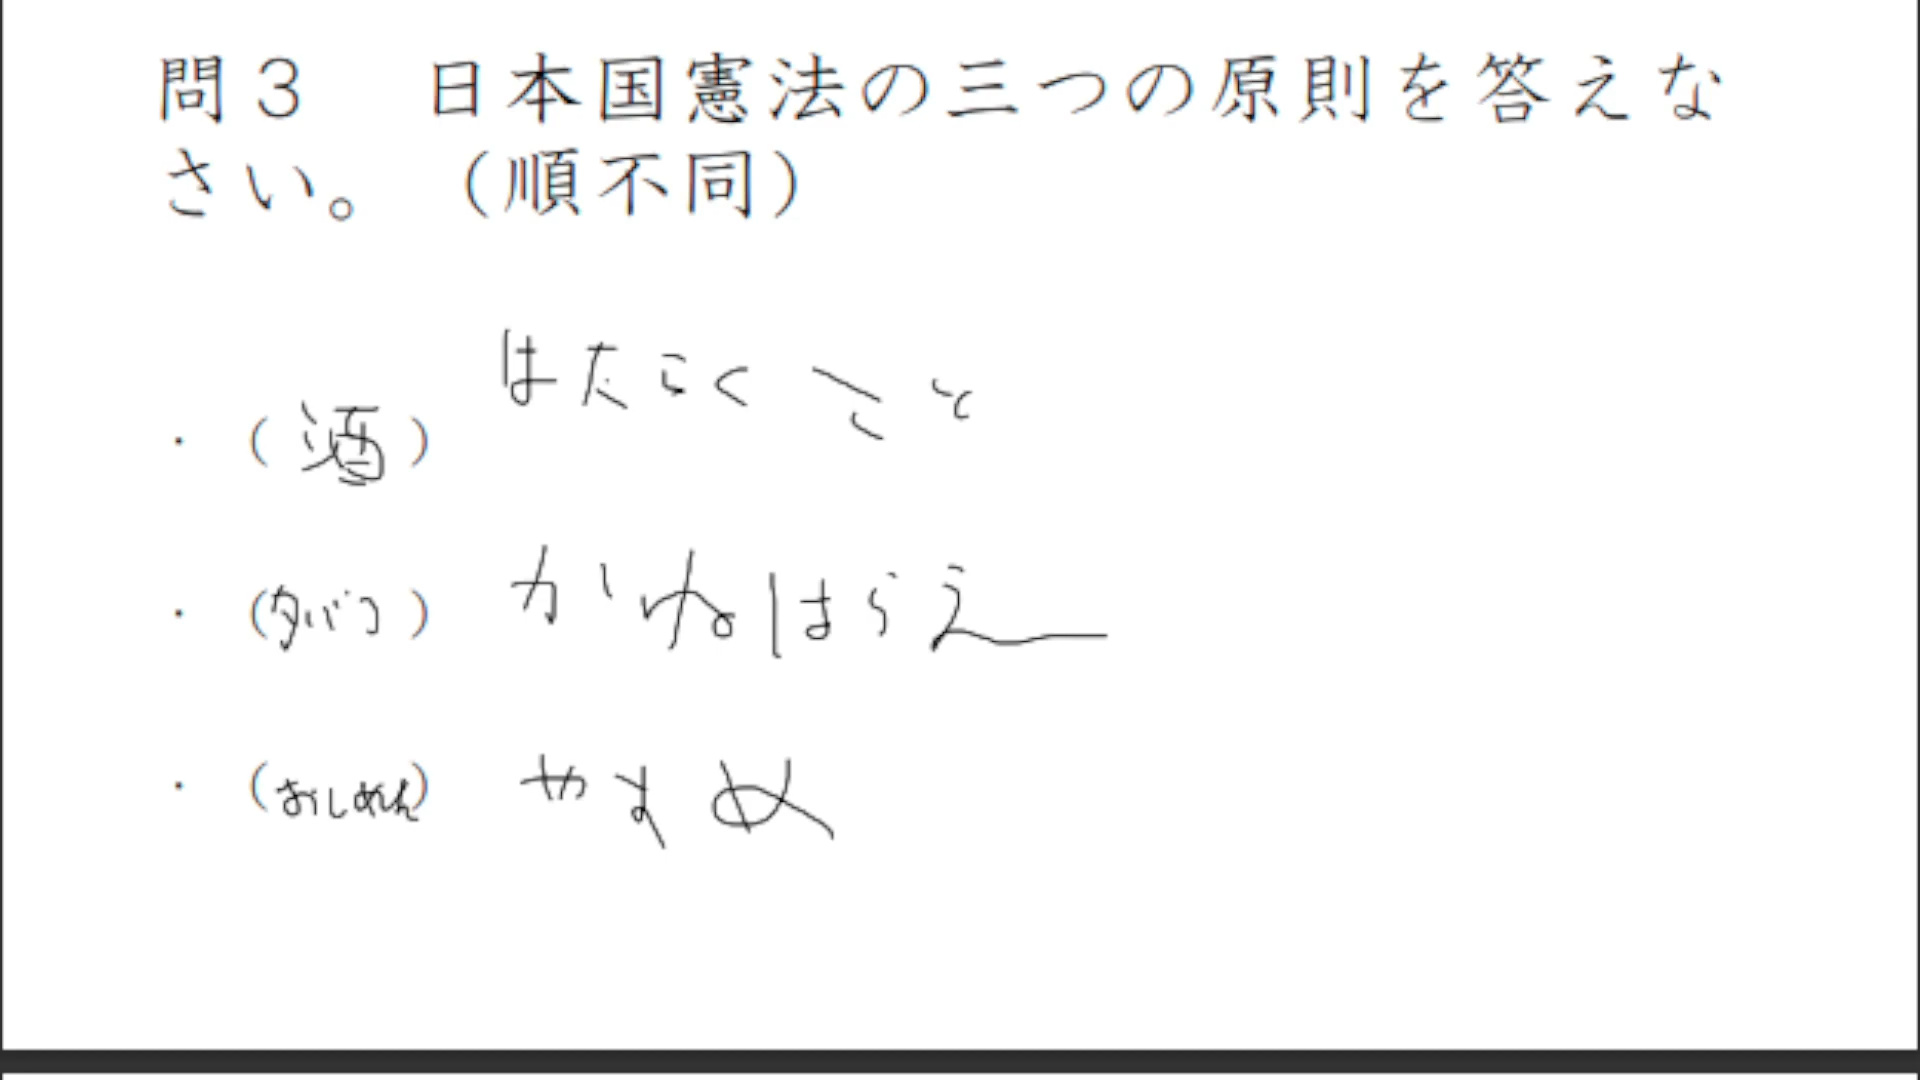 問３　日本国憲法の三つの原則を答えな
さい。（順不同）
はたらくこと
・（酒）
・（タバコ）かねはらえー
・（おしめん）やすめ